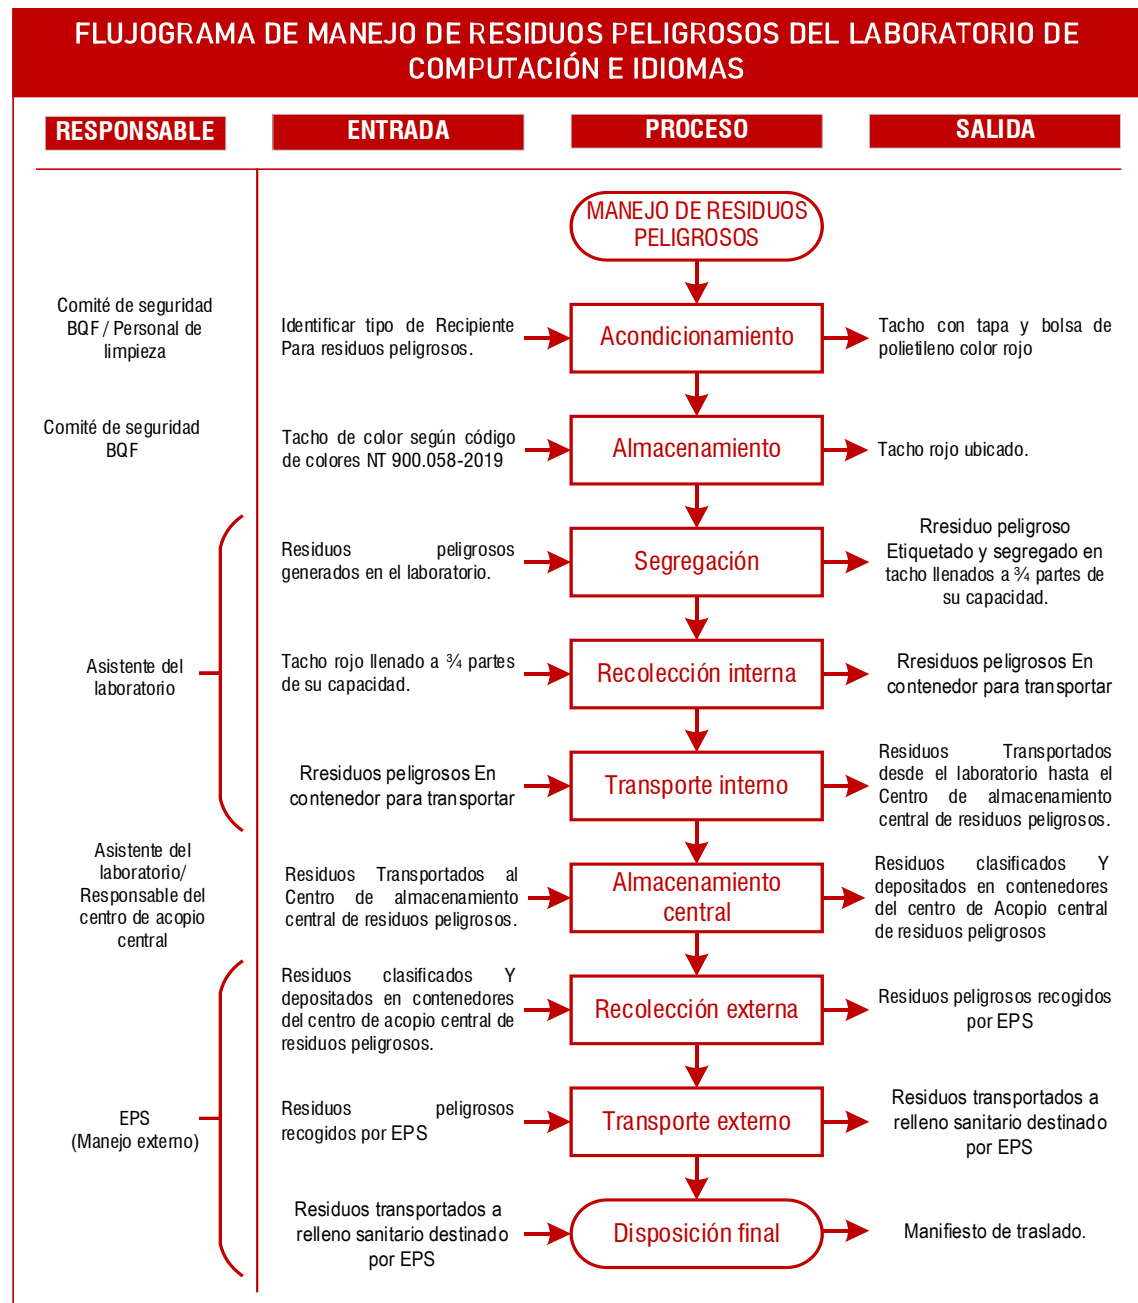 FLUJOGRAMA DE MANEJO DE RESIDUOS PELIGROSOS DEL LABORATORIO DE
COMPUTACIÓN E IDIOMAS
RESPONSABLE
ENTRADA
PROCESO
SALIDA
MANEJO DE RESIDUOS
PELIGROSOS
Comité de seguridad
BQF / Personal de
limpieza
Identificar tipo de Recipiente
Para residuos peligrosos.
Acondicionamiento
Tacho con tapa y bolsa de
polietileno color rojo
Comité de seguridad
BQF
Tacho de color según código
de colores NT 900.058-2019
Almacenamiento
Tacho rojo ubicado.
Residuos peligrosos
generados en el laboratorio.
Segregación
Rresiduo peligroso
Etiquetado y segregado en
tacho llenados a ¾ partes de
su capacidad.
Asistente del
laboratorio
Tacho rojo llenado a ¾ partes
de su capacidad.
Recolección interna
Rresiduos peligrosos En
contenedor para transportar
Rresiduos peligrosos En
contenedor para transportar
Transporte interno
Residuos Transportados
desde el laboratorio hasta el
Centro de almacenamiento
central de residuos peligrosos.
Asistente del
laboratorio/
Responsable del
centro de acopio
central
Residuos Transportados al
Centro de almacenamiento
central de residuos peligrosos.
Almacenamiento
central
Residuos clasificados Y
depositados en contenedores
del centro de Acopio central
de residuos peligrosos
Residuos clasificados Y
depositados en contenedores
del centro de acopio central de
residuos peligrosos.
Recolección externa
Residuos peligrosos recogidos
por EPS
EPS
(Manejo externo)
Residuos peligrosos
recogidos por EPS
Transporte externo
Residuos transportados a
relleno sanitario destinado
por EPS
Residuos transportados a
relleno sanitario destinado
por EPS
Disposición final
Manifiesto de traslado.